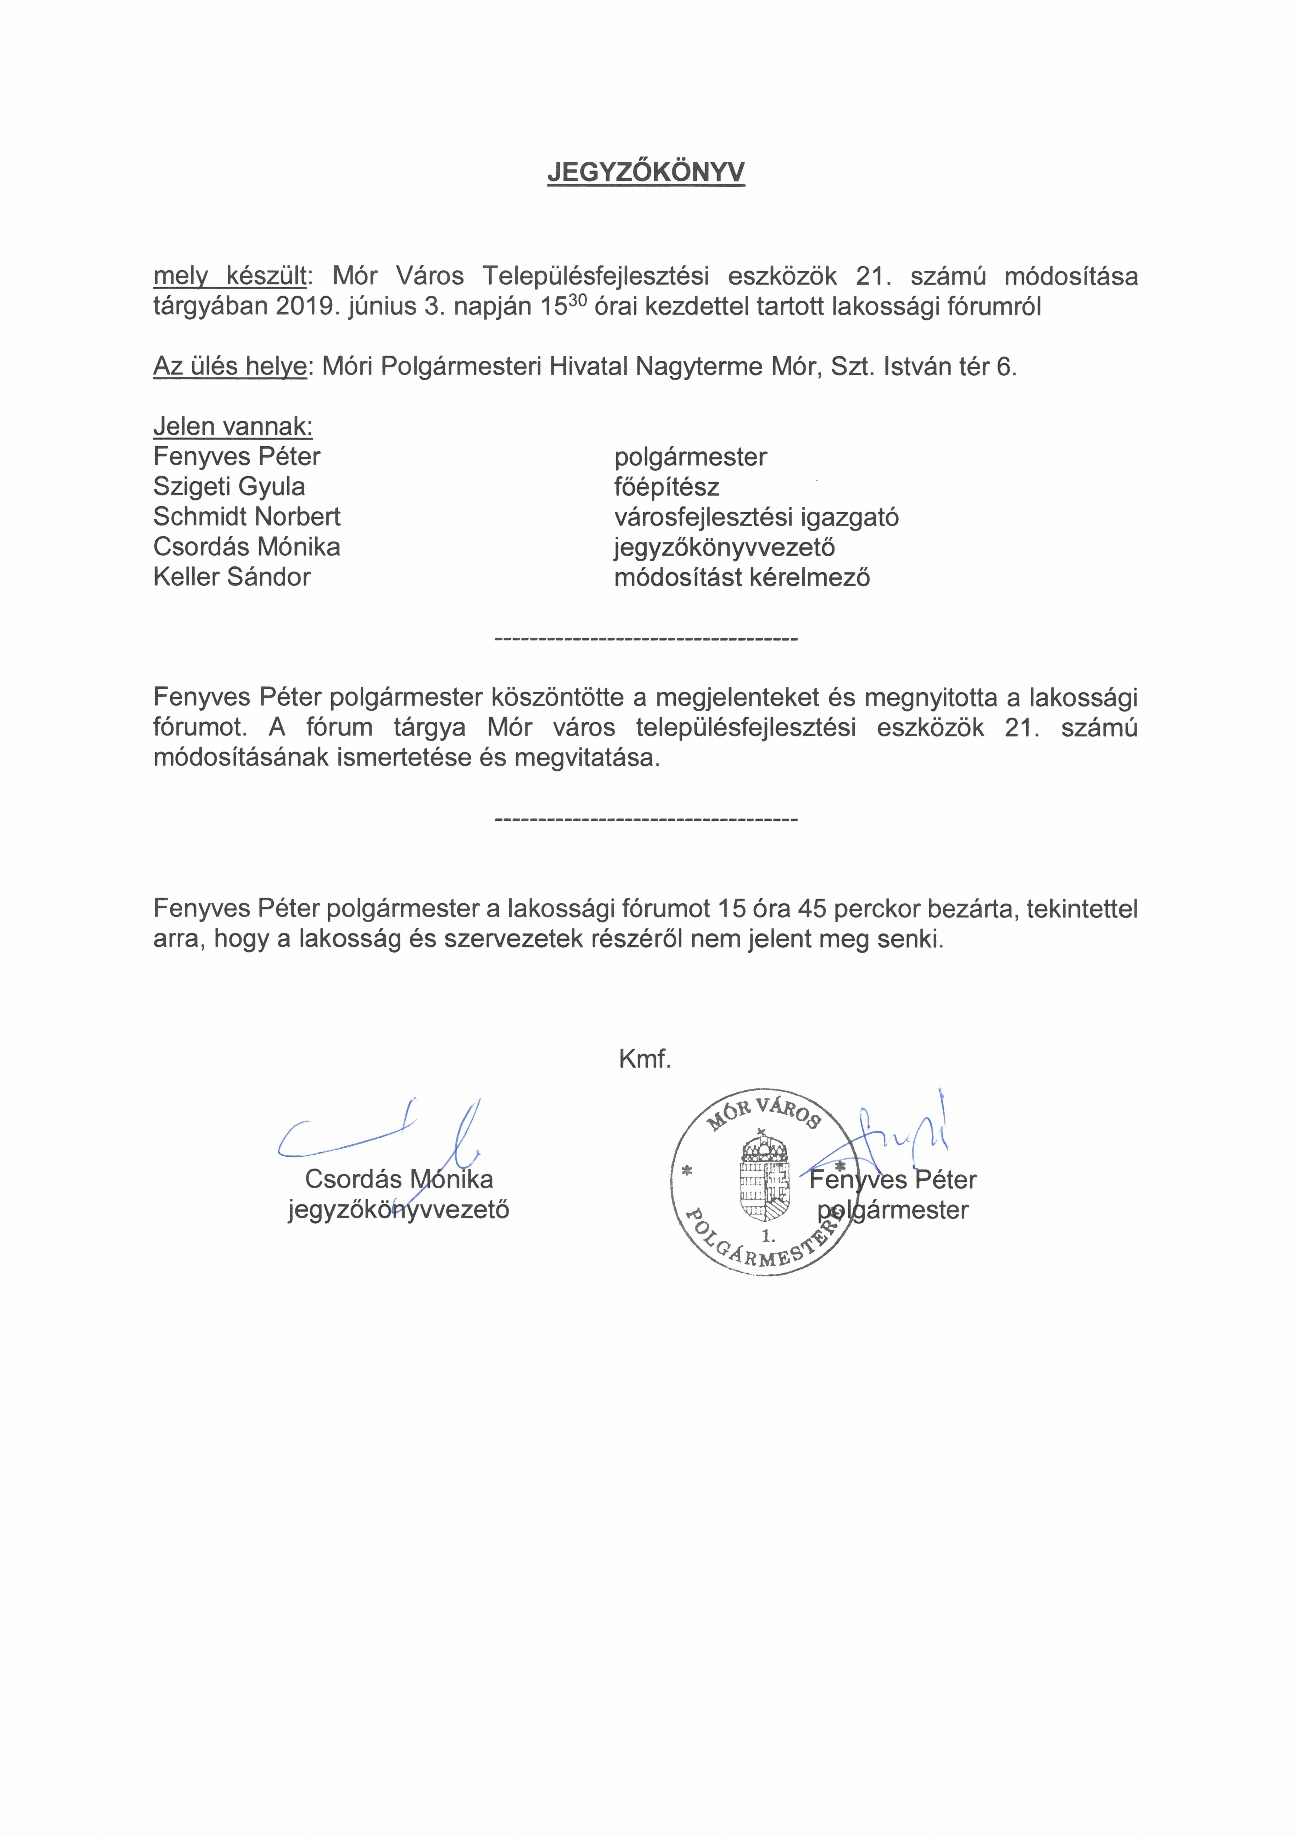 JEGYZŐKÖNYV
mely készült: Mór Város Településfejlesztési eszközök 21. számú módosítása
tárgyában 2019. június 3. napján 15³⁰ órai kezdettel tartott lakossági fórumról
Az ülés helye: Móri Polgármesteri Hivatal Nagyterme Mór, Szt. István tér 6.
Jelen vannak:
Fenyves Péter polgármester
Szigeti Gyula főépítész
Schmidt Norbert városfejlesztési igazgató
Csordás Mónika jegyzőkönyvvezető
Keller Sándor módosítást kérelmező
-----------------------------------
Fenyves Péter polgármester köszöntötte a megjelenteket és megnyitotta a lakossági
fórumot. A fórum tárgya Mór város településfejlesztési eszközök 21. számú
módosításának ismertetése és megvitatása.
-----------------------------------
Fenyves Péter polgármester a lakossági fórumot 15 óra 45 perckor bezárta, tekintettel
arra, hogy a lakosság és szervezetek részéről nem jelent meg senki.
Kmf.
Csordás Mónika
jegyzőkönyvvezető
MÓR VÁROS
* *
1.
POLGÁRMESTERE
Fenyves Péter
polgármester